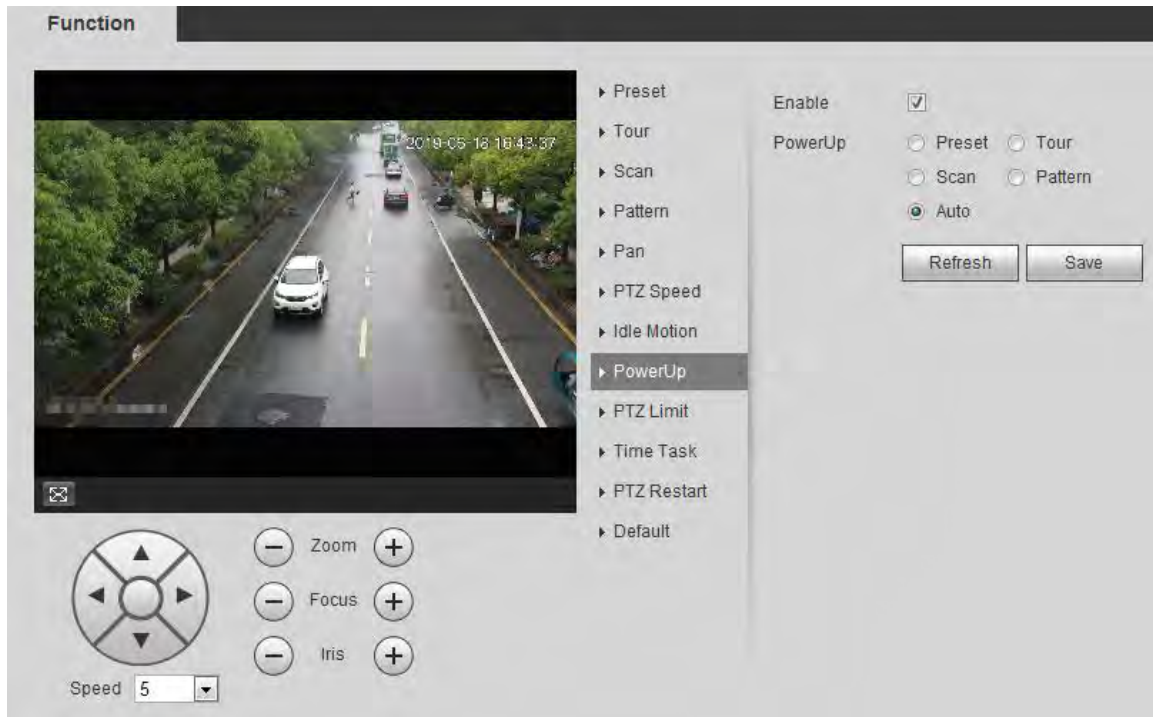 Function
2019-05-18 16:43:37
Preset
Tour
Scan
Pattern
Pan
PTZ Speed
Idle Motion
PowerUp
PTZ Limit
Time Task
PTZ Restart
Default
Enable
PowerUp
Preset Tour
Scan Pattern
Auto
Refresh Save
Zoom
Focus
Iris
Speed 5